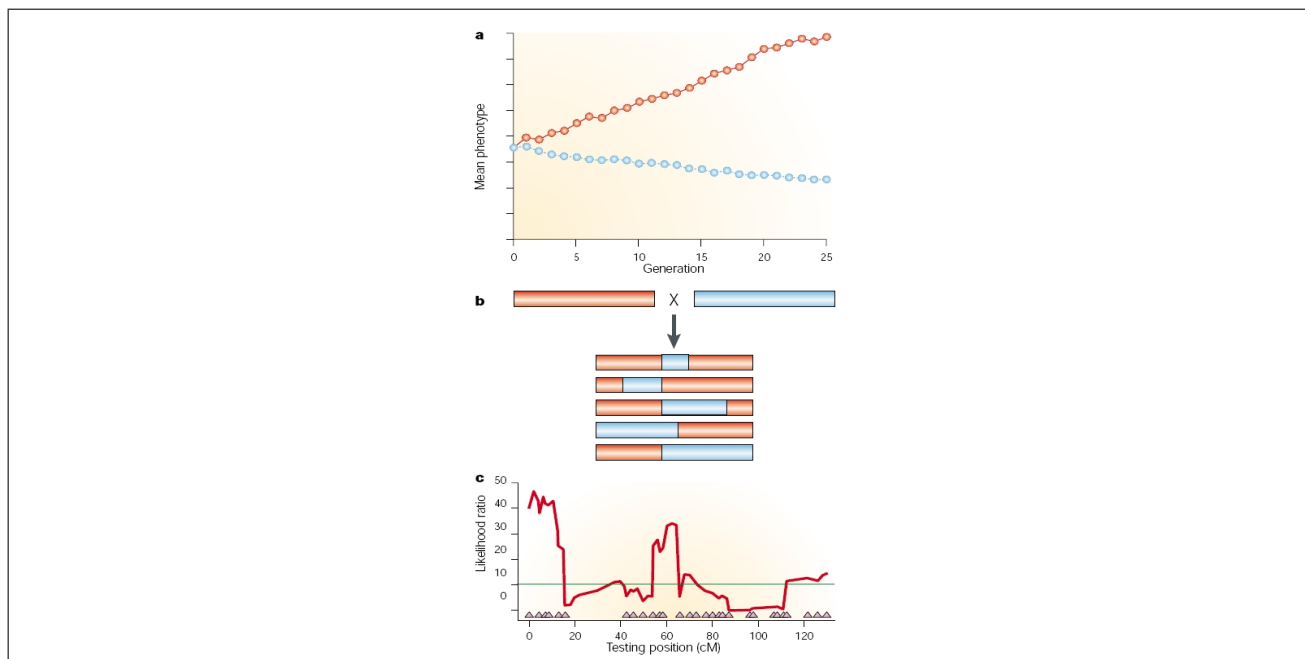 a
Mean phenotype
0 5 10 15 20 25
Generation
b
X
c
Likelihood ratio
50
40
30
20
10
0
0 20 40 60 80 100 120
Testing position (cM)